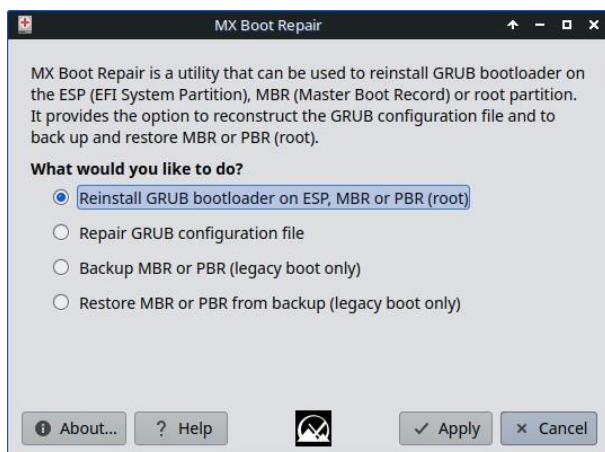 MX Boot Repair
MX Boot Repair is a utility that can be used to reinstall GRUB bootloader on
the ESP (EFI System Partition), MBR (Master Boot Record) or root partition.
It provides the option to reconstruct the GRUB configuration file and to
back up and restore MBR or PBR (root).
What would you like to do?
Reinstall GRUB bootloader on ESP, MBR or PBR (root)
Repair GRUB configuration file
Backup MBR or PBR (legacy boot only)
Restore MBR or PBR from backup (legacy boot only)
About... ? Help Apply Cancel